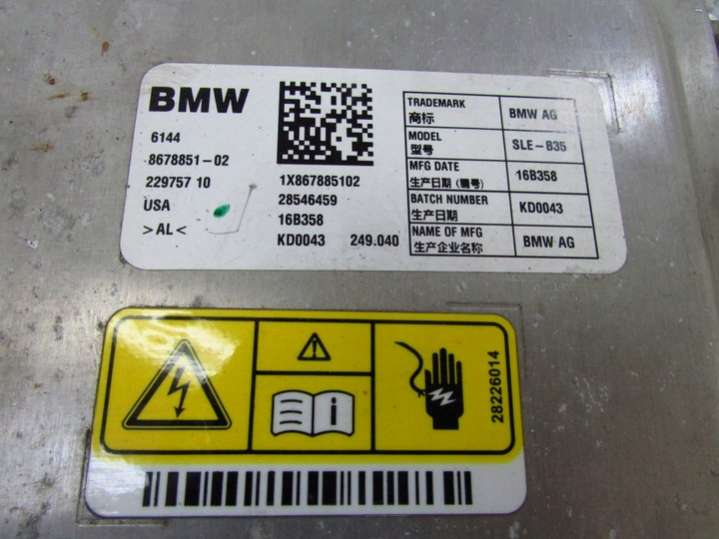 BMW
6144
8678851-02
229757 10
USA
>AL<
1X867885102
28546459
16B358
KD0043 249.040
TRADEMARK
商标
BMW AG
MODEL
型号
SLE-B35
MFG DATE
生产日期（编号）
16B358
BATCH NUMBER
生产日期
KD0043
NAME OF MFG
生产企业名称
BMW AG
28226014